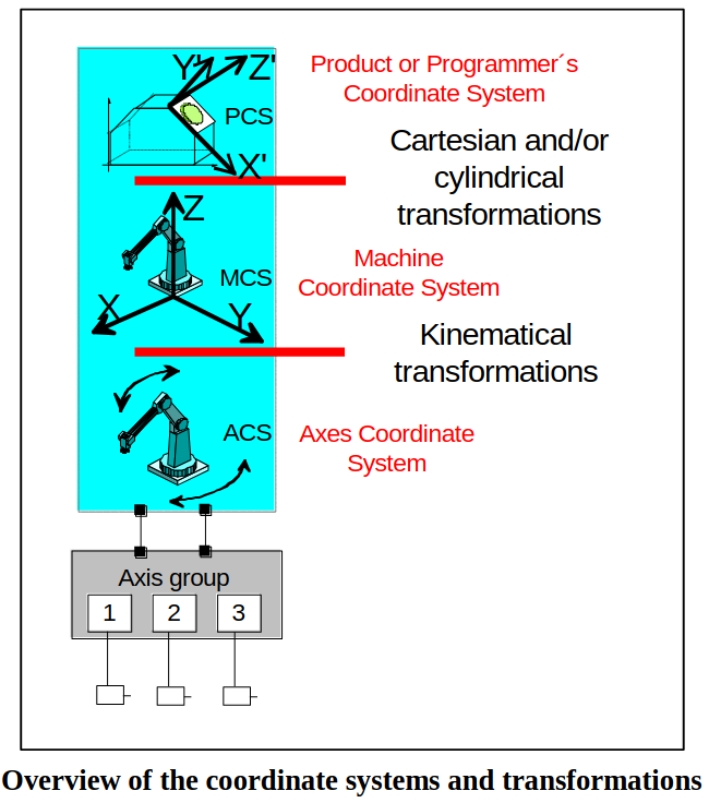 Y' Z'
PCS
X'
Product or Programmer´s
Coordinate System
Cartesian and/or
cylindrical
transformations
Z
MCS
X
Y
Machine
Coordinate System
Kinematical
transformations
ACS
Axes Coordinate
System
Axis group
1 2 3
Overview of the coordinate systems and transformations